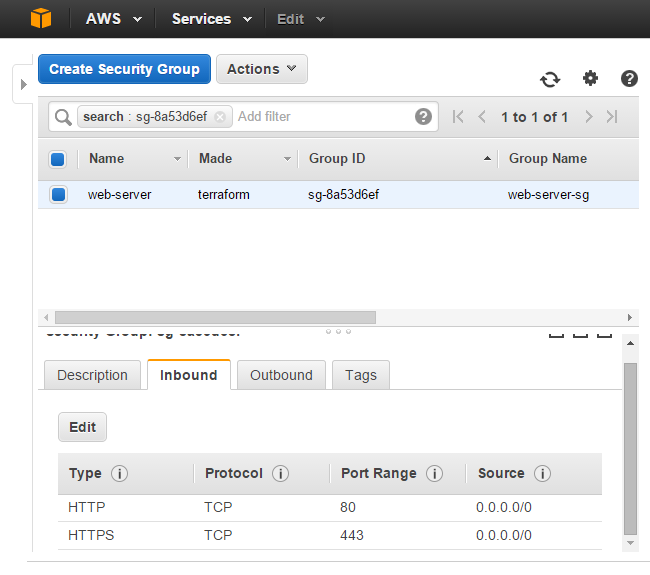 AWS Services Edit
Create Security Group Actions
search : sg-8a53d6ef Add filter 1 to 1 of 1
Name Made Group ID Group Name
web-server terraform sg-8a53d6ef web-server-sg
Description Inbound Outbound Tags
Edit
Type Protocol Port Range Source
HTTP TCP 80 0.0.0.0/0
HTTPS TCP 443 0.0.0.0/0